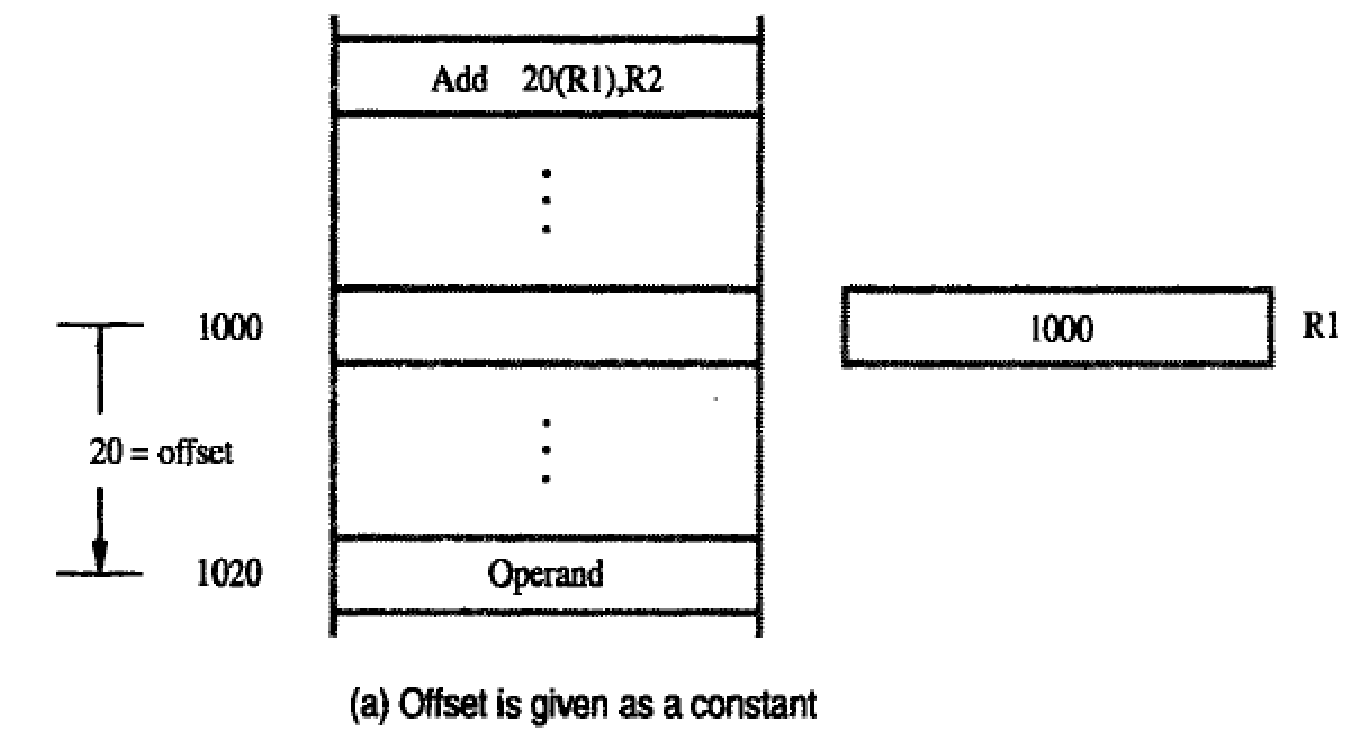 Add 20(R1),R2
1000
1000
R1
20 = offset
1020
Operand
(a) Offset is given as a constant